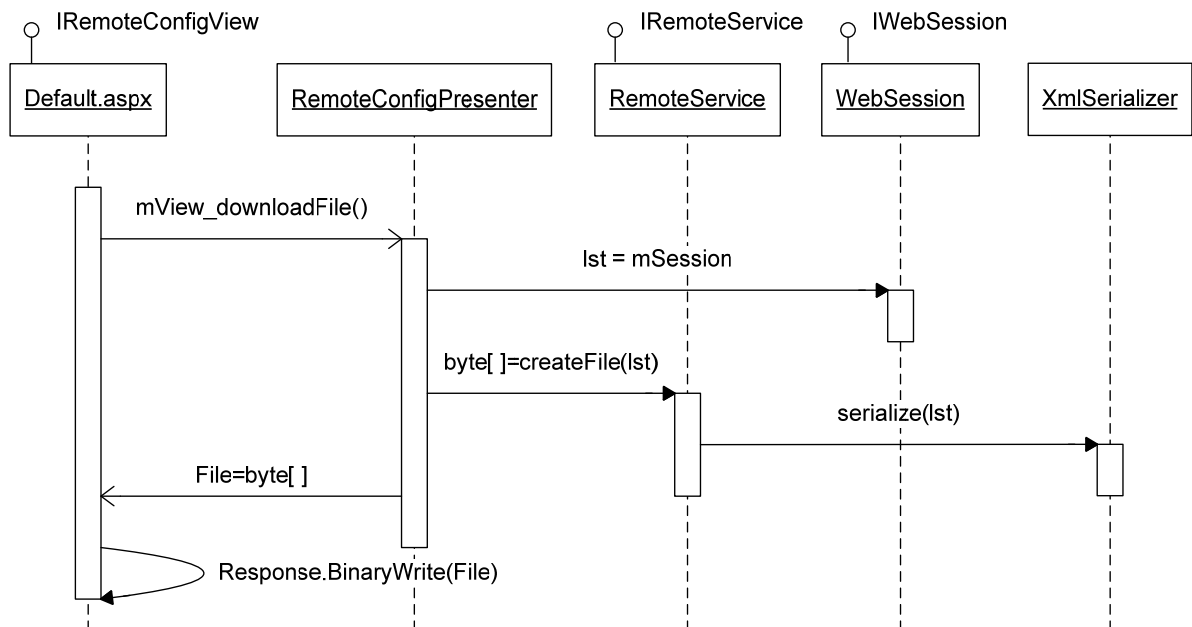 IRemoteConfigView
IRemoteService
IWebSession
Default.aspx
RemoteConfigPresenter
RemoteService
WebSession
XmlSerializer
mView_downloadFile()
lst = mSession
byte[ ]=createFile(lst)
serialize(lst)
File=byte[ ]
Response.BinaryWrite(File)